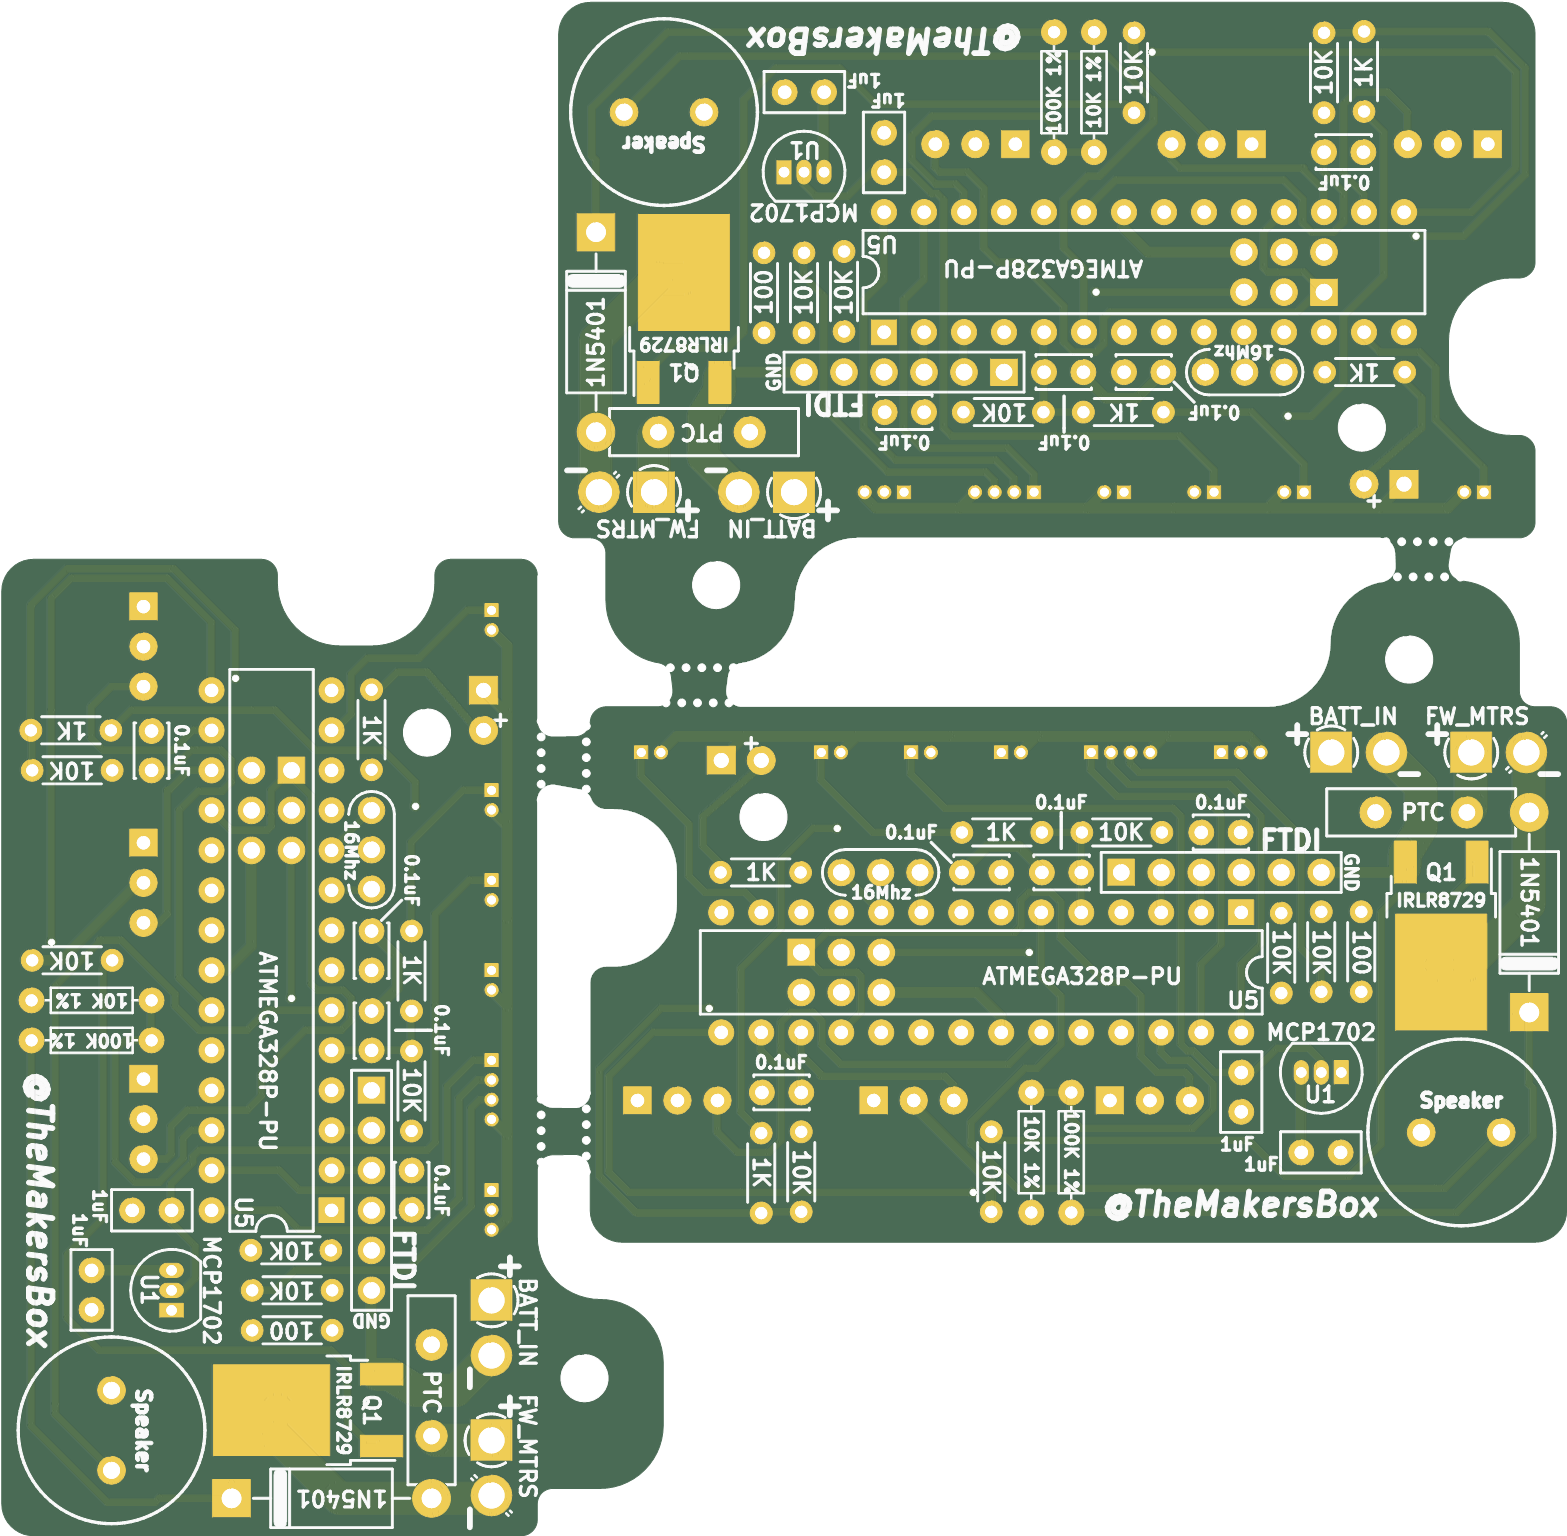 @TheMakersBox
1uF
100K 1%
10K 1%
10K
10K
1K
1uF
Speaker
U1
0.1uF
MCP1702
U5
ATMEGA328P-PU
100
10K
10K
1N5401
IRLR8729
Q1
GND
16Mhz
1K
FTDI
10K
1K
0.1uF
PTC
0.1uF
0.1uF
+
- - + +
FW_MTRS
BATT_IN
1K
0.1uF
10K
1K
+
16Mhz
0.1uF
10K
1K
ATMEGA328P-PU
10K 1%
100K 1%
0.1uF
10K
@TheMakersBox
0.1uF
1uF
U5
1uF
10K
FTDI
MCP1702
U1
10K
+
BATT_IN
100
GND
-
IRLR8729
Q1
PTC
Speaker
+
FW_MTRS
1N5401
-
BATT_IN
FW_MTRS
+
+
+
-
-
0.1uF
0.1uF
PTC
0.1uF
1K
10K
FTDI
1K
16Mhz
GND
Q1
IRLR8729
1N5401
10K
10K
100
ATMEGA328P-PU
U5
MCP1702
0.1uF
U1
Speaker
1uF
1uF
1K
10K
10K
10K 1%
100K 1%
@TheMakersBox